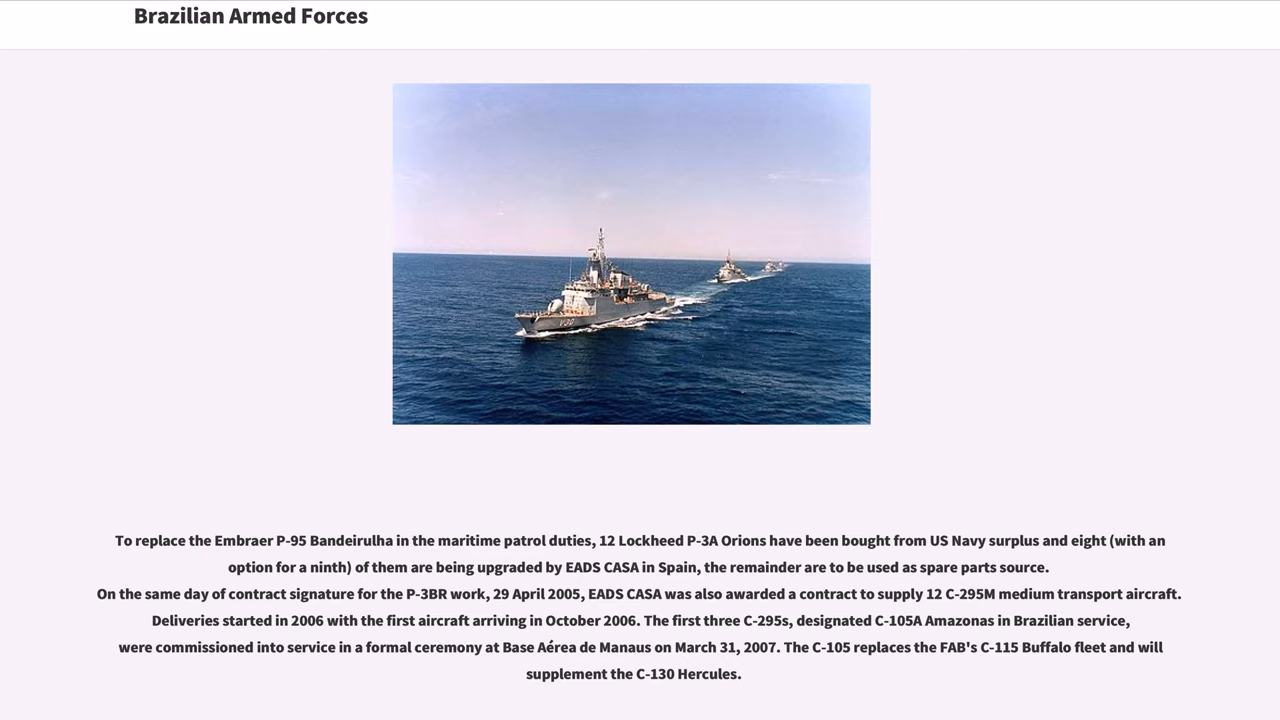 Brazilian Armed Forces
V30
To replace the Embraer P-95 Bandeirulha in the maritime patrol duties, 12 Lockheed P-3A Orions have been bought from US Navy surplus and eight (with an
option for a ninth) of them are being upgraded by EADS CASA in Spain, the remainder are to be used as spare parts source.
On the same day of contract signature for the P-3BR work, 29 April 2005, EADS CASA was also awarded a contract to supply 12 C-295M medium transport aircraft.
Deliveries started in 2006 with the first aircraft arriving in October 2006. The first three C-295s, designated C-105A Amazonas in Brazilian service,
were commissioned into service in a formal ceremony at Base Aérea de Manaus on March 31, 2007. The C-105 replaces the FAB's C-115 Buffalo fleet and will
supplement the C-130 Hercules.